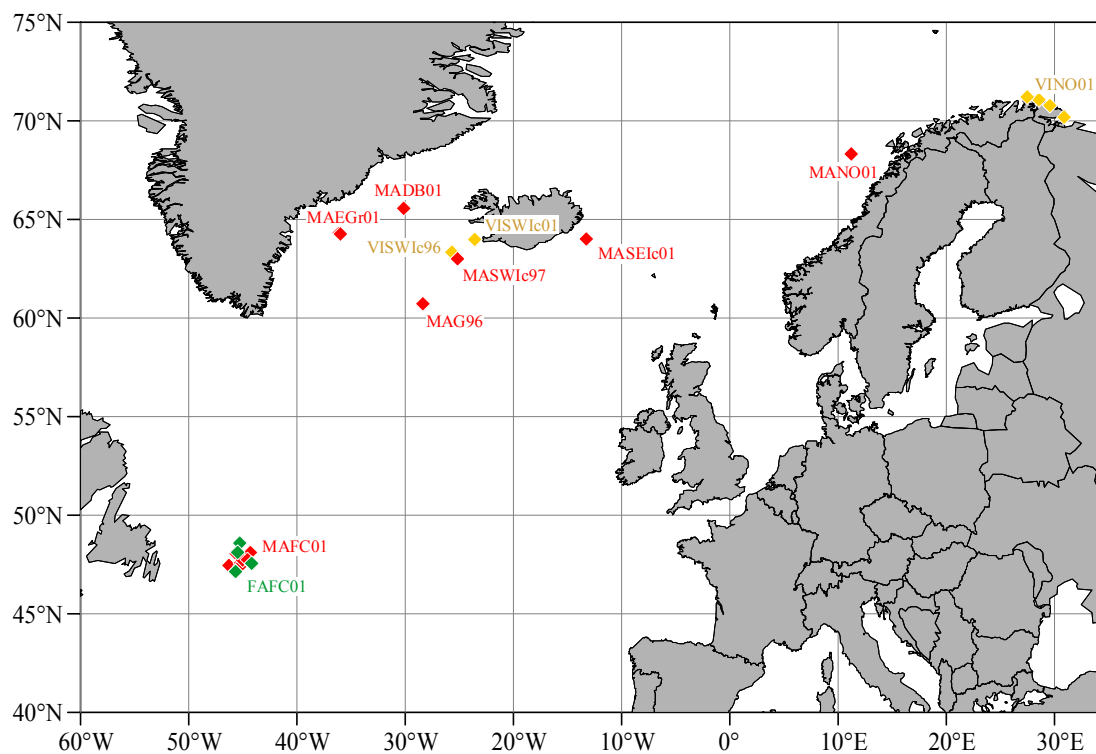 75°N
VINO01
70°N
MANO01
MADB01
65°N
MAEGr01
VISWIc01
VISWIc96
MASEIc01
MASWIc97
60°N
MAG96
55°N
50°N
MAFC01
FAFC01
45°N
40°N
60°W 50°W 40°W 30°W 20°W 10°W 0° 10°E 20°E 30°E